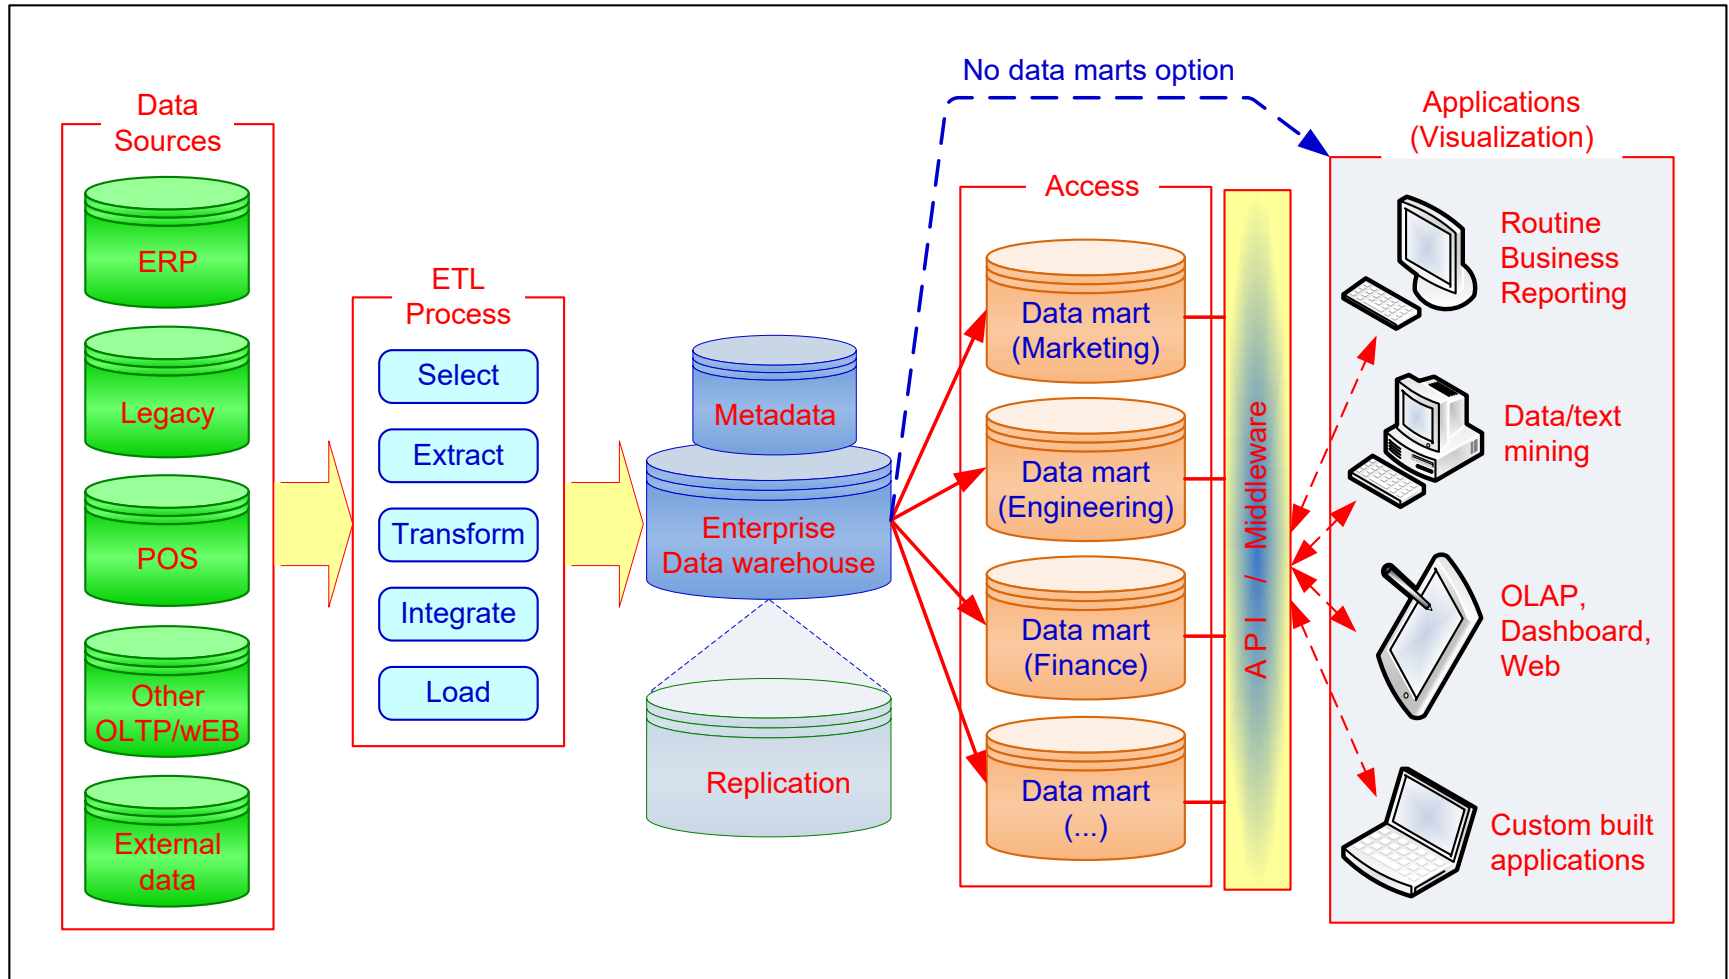 No data marts option
Data
Sources
ERP
Legacy
POS
Other
OLTP/wEB
External
data
ETL
Process
Select
Extract
Transform
Integrate
Load
Metadata
Enterprise
Data warehouse
Replication
Access
Data mart
(Marketing)
Data mart
(Engineering)
Data mart
(Finance)
Data mart
(...)
API / Middleware
Applications
(Visualization)
Routine
Business
Reporting
Data/text
mining
OLAP,
Dashboard,
Web
Custom built
applications